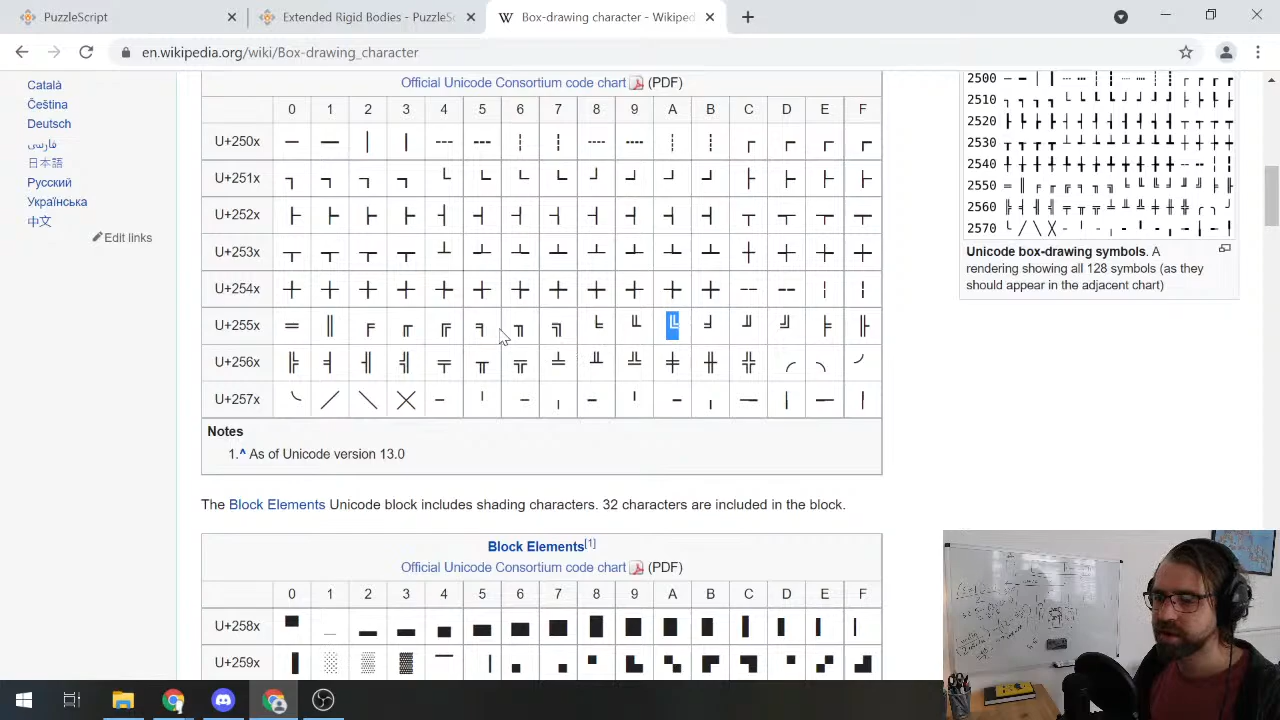 PuzzleScript
Extended Rigid Bodies - PuzzleSc
Box-drawing character - Wikiped
en.wikipedia.org/wiki/Box-drawing_character
Català
Čeština
Deutsch
فارسی
日本語
Русский
Українська
中文
Edit links
Official Unicode Consortium code chart (PDF)
0 1 2 3 4 5 6 7 8 9 A B C D E F
U+250x ─ ━ │ ┃ ┄ ┅ ┆ ┇ ┈ ┉ ┊ ┋ ┌ ┍ ┎ ┏
U+251x ┐ ┑ ┒ ┓ └ ┕ ┖ ┗ ┘ ┙ ┚ ┛ ├ ┝ ┞ ┟
U+252x ┠ ┡ ┢ ┣ ┤ ┥ ┦ ┧ ┨ ┩ ┪ ┫ ┬ ┭ ┮ ┯
U+253x ┰ ┱ ┲ ┳ ┴ ┵ ┶ ┷ ┸ ┹ ┺ ┻ ┼ ┽ ┾ ┿
U+254x ╀ ╁ ╂ ╃ ╄ ╅ ╆ ╇ ╈ ╉ ╊ ╋ ╌ ╍ ╎ ╏
U+255x ═ ║ ╒ ╓ ╔ ╕ ╖ ╗ ╘ ╙ ╚ ╛ ╜ ╝ ╞ ╟
U+256x ╠ ╡ ╢ ╣ ╤ ╥ ╦ ╧ ╨ ╩ ╪ ╫ ╬ ╭ ╮ ╯
U+257x ╰ ╱ ╲ ╳ ╴ ╵ ╶ ╷ ╸ ╹ ╺ ╻ ╼ ╽ ╾ ╿
Notes
1.^ As of Unicode version 13.0
The Block Elements Unicode block includes shading characters. 32 characters are included in the block.
Block Elements[1]
Official Unicode Consortium code chart (PDF)
0 1 2 3 4 5 6 7 8 9 A B C D E F
U+258x ▀ ▁ ▂ ▃ ▄ ▅ ▆ ▇ █ ▉ ▊ ▋ ▌ ▍ ▎ ▏
U+259x ▐ ░ ▒ ▓ ▔ ▕ ▖ ▗ ▘ ▙ ▚ ▛ ▜ ▝ ▞ ▟
2500
2510
2520
2530
2540
2550
2560
2570
Unicode box-drawing symbols. A
rendering showing all 128 symbols (as they
should appear in the adjacent chart)